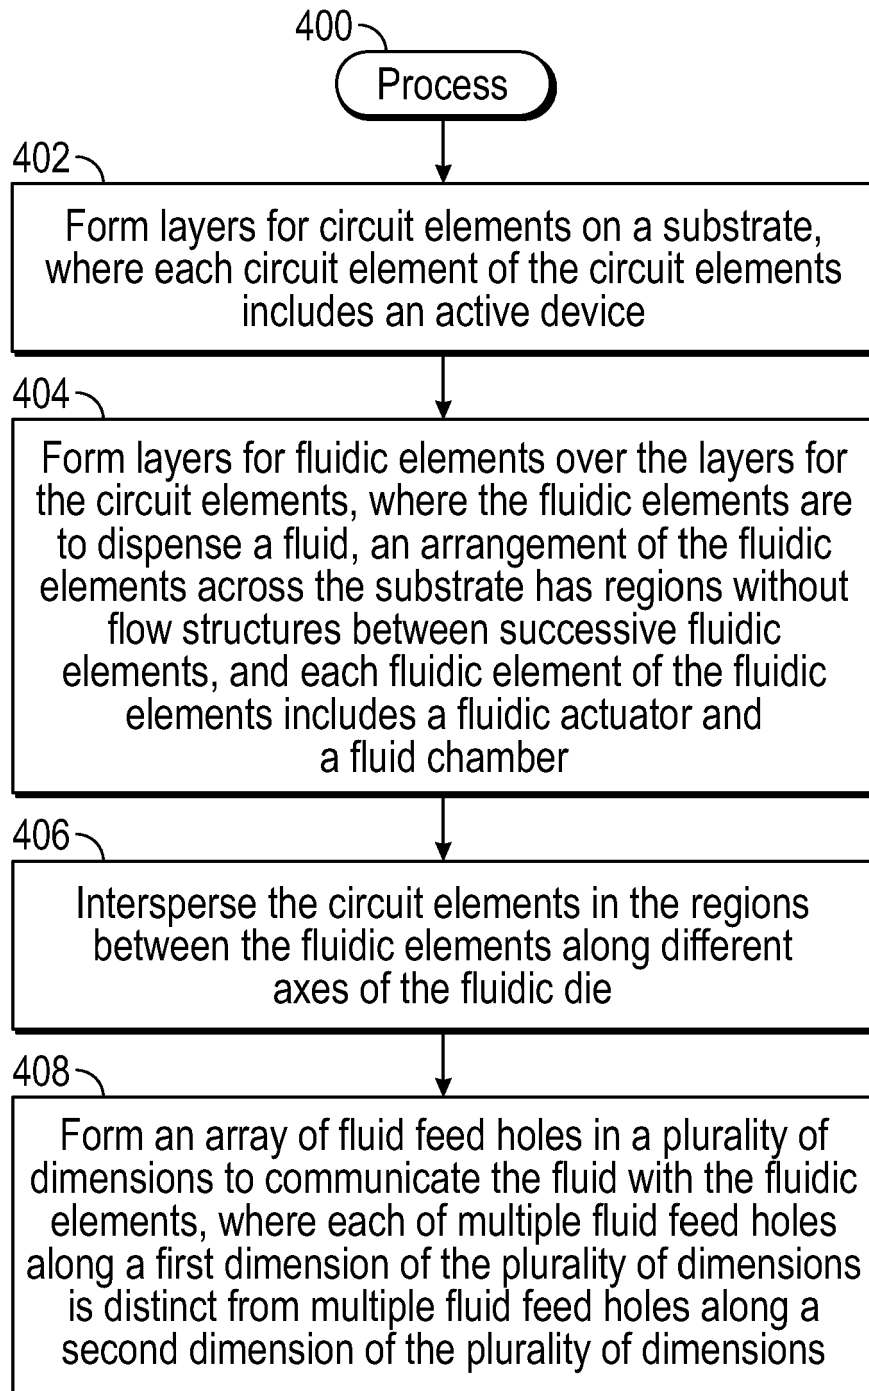 400
Process
402
Form layers for circuit elements on a substrate,
where each circuit element of the circuit elements
includes an active device
404
Form layers for fluidic elements over the layers for
the circuit elements, where the fluidic elements are
to dispense a fluid, an arrangement of the fluidic
elements across the substrate has regions without
flow structures between successive fluidic
elements, and each fluidic element of the fluidic
elements includes a fluidic actuator and
a fluid chamber
406
Intersperse the circuit elements in the regions
between the fluidic elements along different
axes of the fluidic die
408
Form an array of fluid feed holes in a plurality of
dimensions to communicate the fluid with the fluidic
elements, where each of multiple fluid feed holes
along a first dimension of the plurality of dimensions
is distinct from multiple fluid feed holes along a
second dimension of the plurality of dimensions